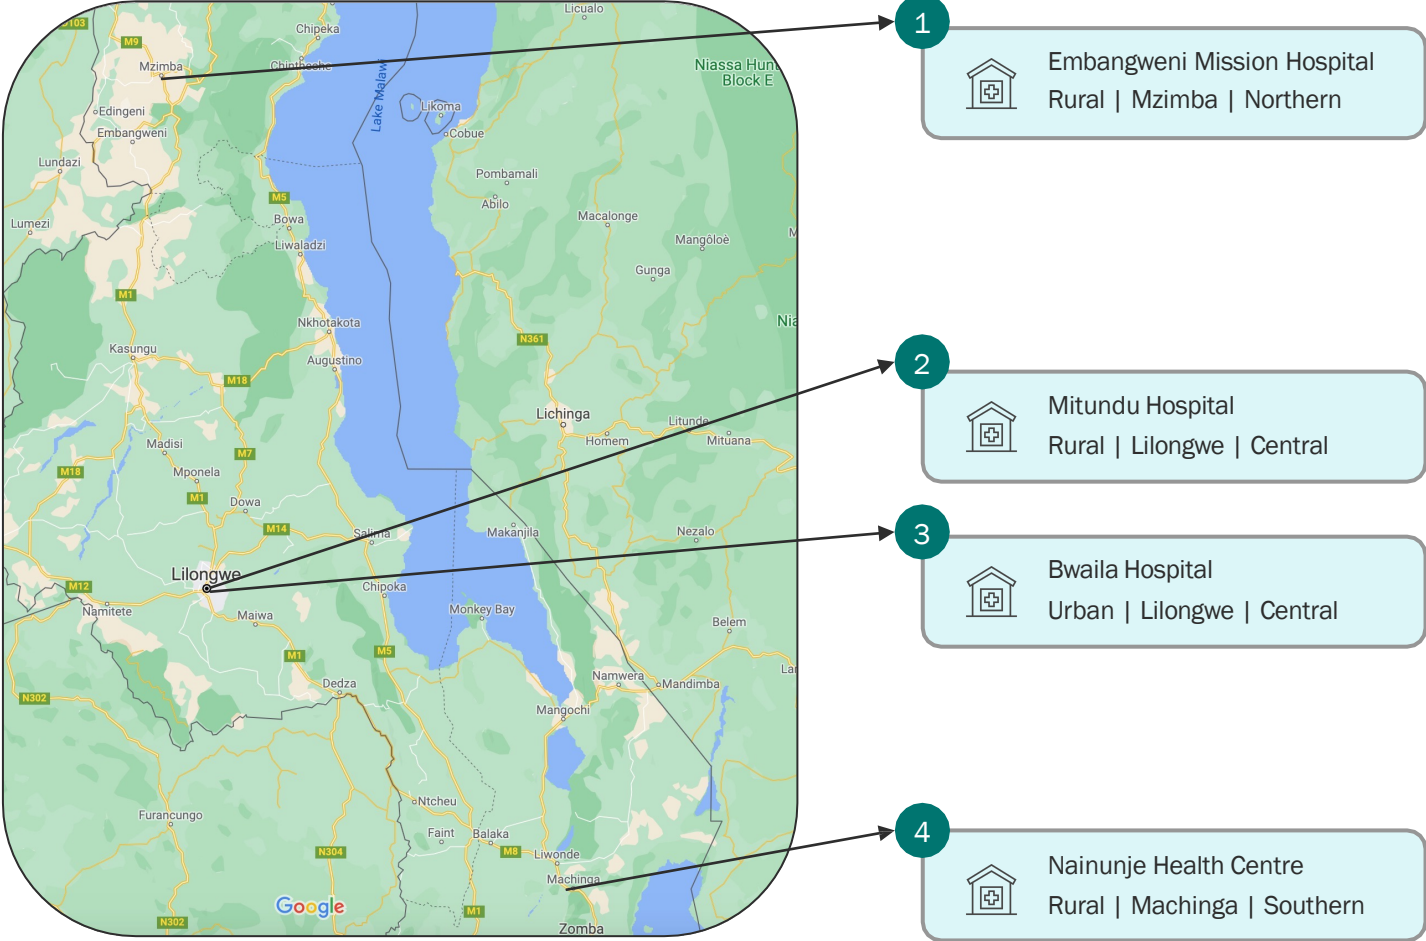 Licualo
D103
Chipeka
M9
Mzimba
Chintheche
Niassa Hunt
Block E
Lake Malawi
Edingeni
Likoma
Embangweni
Cobue
Lundazi
Pombamali
M5
Abilo
Lumezi
Bowa
Macalonge
Liwaladzi
Mangôloè
M
Gunga
M1
Nkhotakota
Nia
N361
Kasungu
Augustino
M18
Lichinga
Litunde
Madisi
Homem
Mituana
M7
M18
Mponela
M1
Dowa
M14
Salima
Makanjila
Nezalo
Lilongwe
M12
Chipoka
Namitete
Maiwa
Monkey Bay
Belem
M1
M5
Lar
Dedza
Namwera
Mandimba
N302
Mangochi
Ntcheu
Furancungo
Faint
Balaka
N304
M8
Liwonde
Machinga
Google
M1
N302
Zomba
1
Embangweni Mission Hospital
Rural | Mzimba | Northern
2
Mitundu Hospital
Rural | Lilongwe | Central
3
Bwaila Hospital
Urban | Lilongwe | Central
4
Nainunje Health Centre
Rural | Machinga | Southern